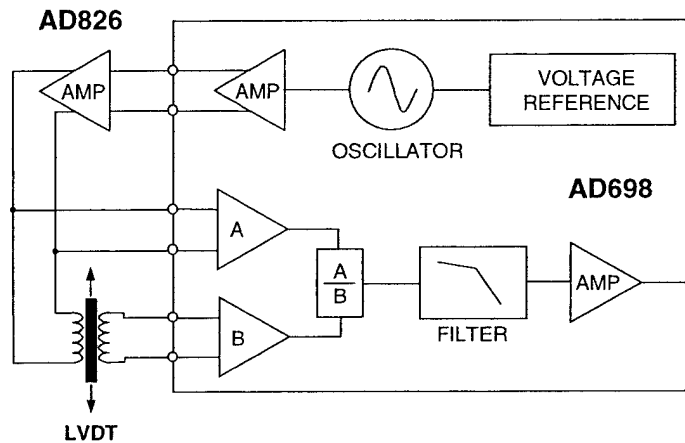 AD826
AMP
AMP
OSCILLATOR
VOLTAGE
REFERENCE
AD698
A
B
A
B
FILTER
AMP
LVDT